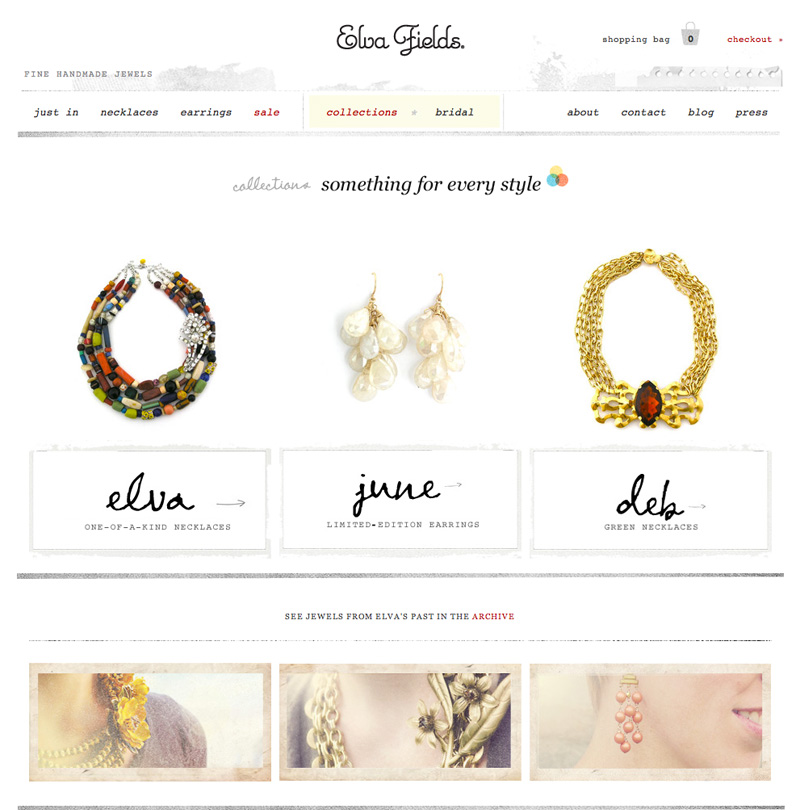 Elva Fields.
shopping bag 0 checkout »
FINE HANDMADE JEWELS
just in necklaces earrings sale collections bridal about contact blog press
collections something for every style
elva
ONE-OF-A-KIND NECKLACES
june
LIMITED-EDITION EARRINGS
deb
GREEN NECKLACES
SEE JEWELS FROM ELVA'S PAST IN THE ARCHIVE